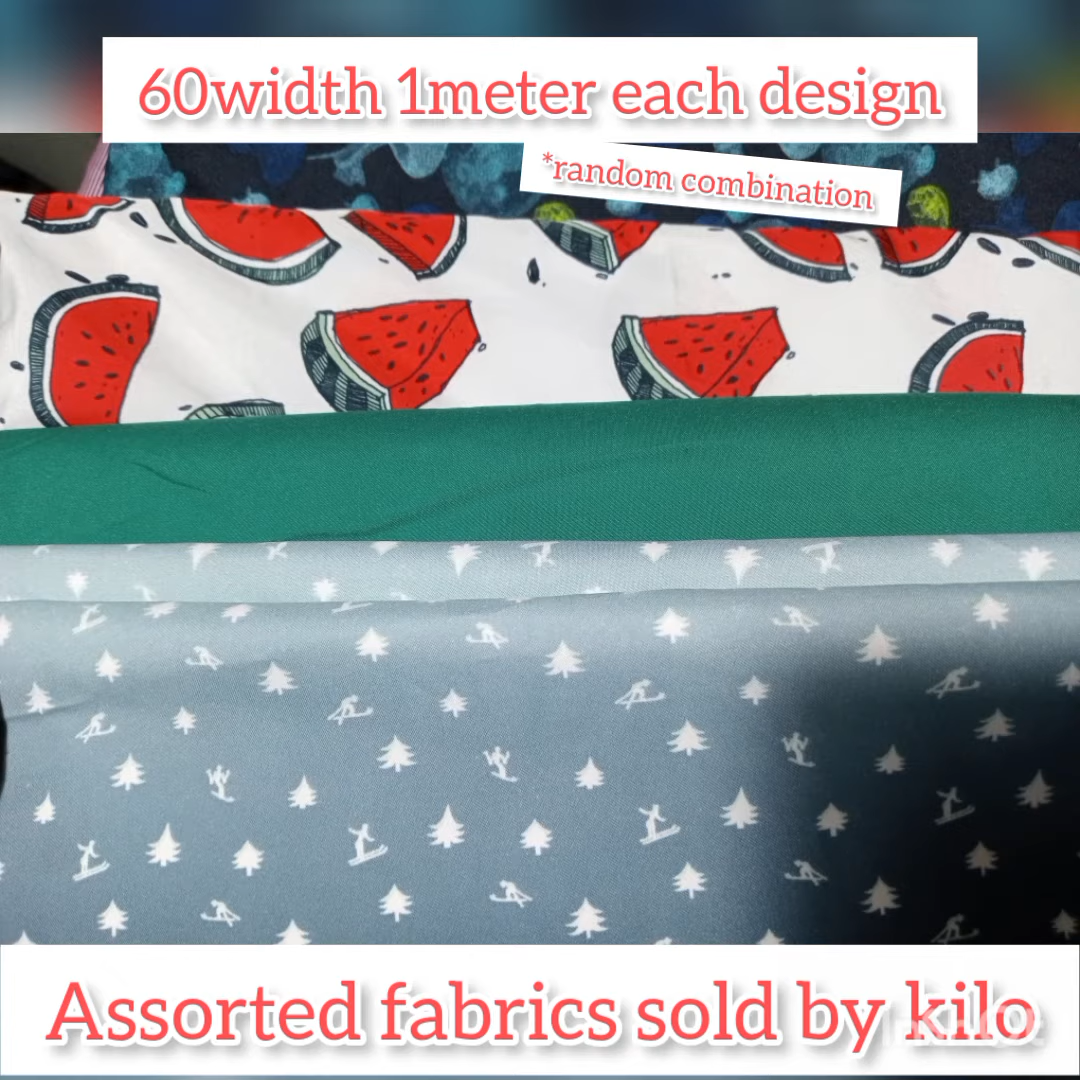 60width 1meter each design
*random combination
Assorted fabrics sold by kilo